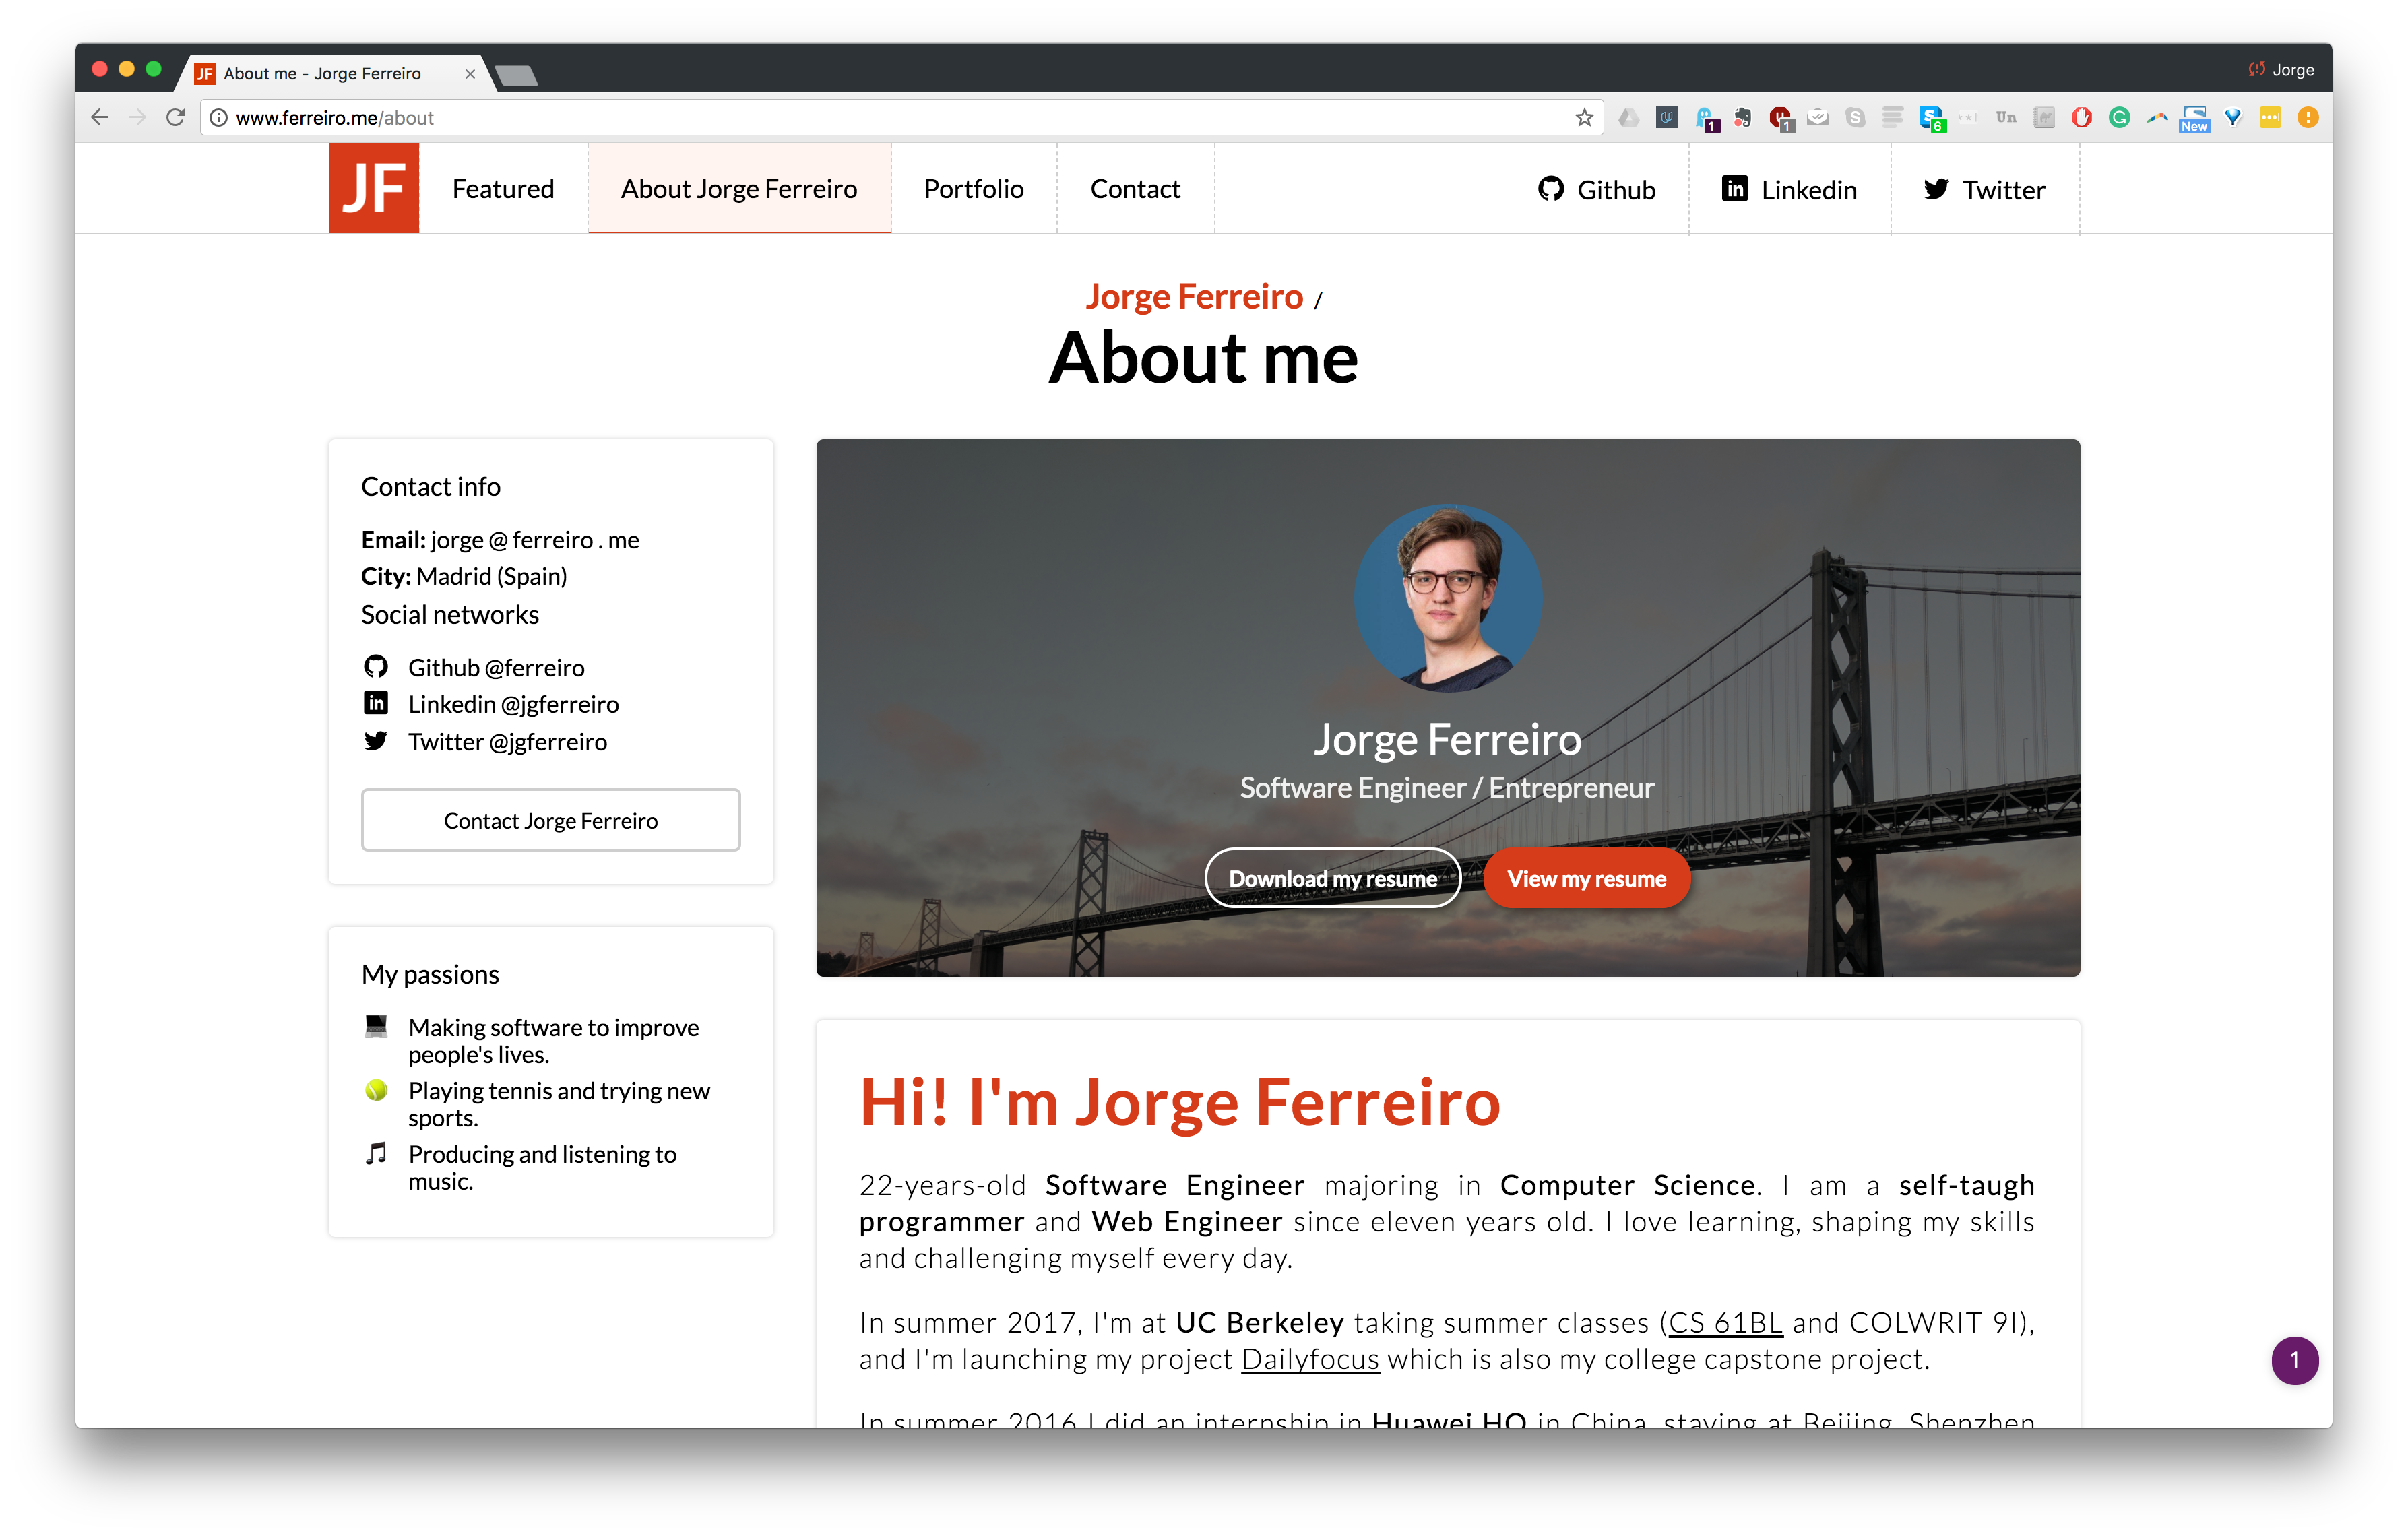 JF About me - Jorge Ferreiro
Jorge
www.ferreiro.me/about
1
1
6
Un
New
JF
Featured
About Jorge Ferreiro
Portfolio
Contact
Github
Linkedin
Twitter
Jorge Ferreiro /
About me
Contact info
Email: jorge @ ferreiro . me
City: Madrid (Spain)
Social networks
Github @ferreiro
Linkedin @jgferreiro
Twitter @jgferreiro
Contact Jorge Ferreiro
My passions
Making software to improve
people's lives.
Playing tennis and trying new
sports.
Producing and listening to
music.
Jorge Ferreiro
Software Engineer / Entrepreneur
Download my resume
View my resume
Hi! I'm Jorge Ferreiro
22-years-old Software Engineer majoring in Computer Science. I am a self-taugh
programmer and Web Engineer since eleven years old. I love learning, shaping my skills
and challenging myself every day.
In summer 2017, I'm at UC Berkeley taking summer classes (CS 61BL and COLWRIT 9I),
and I'm launching my project Dailyfocus which is also my college capstone project.
In summer 2016 I did an internship in Huawei HQ in China, staying at Beijing, Shenzhen
1